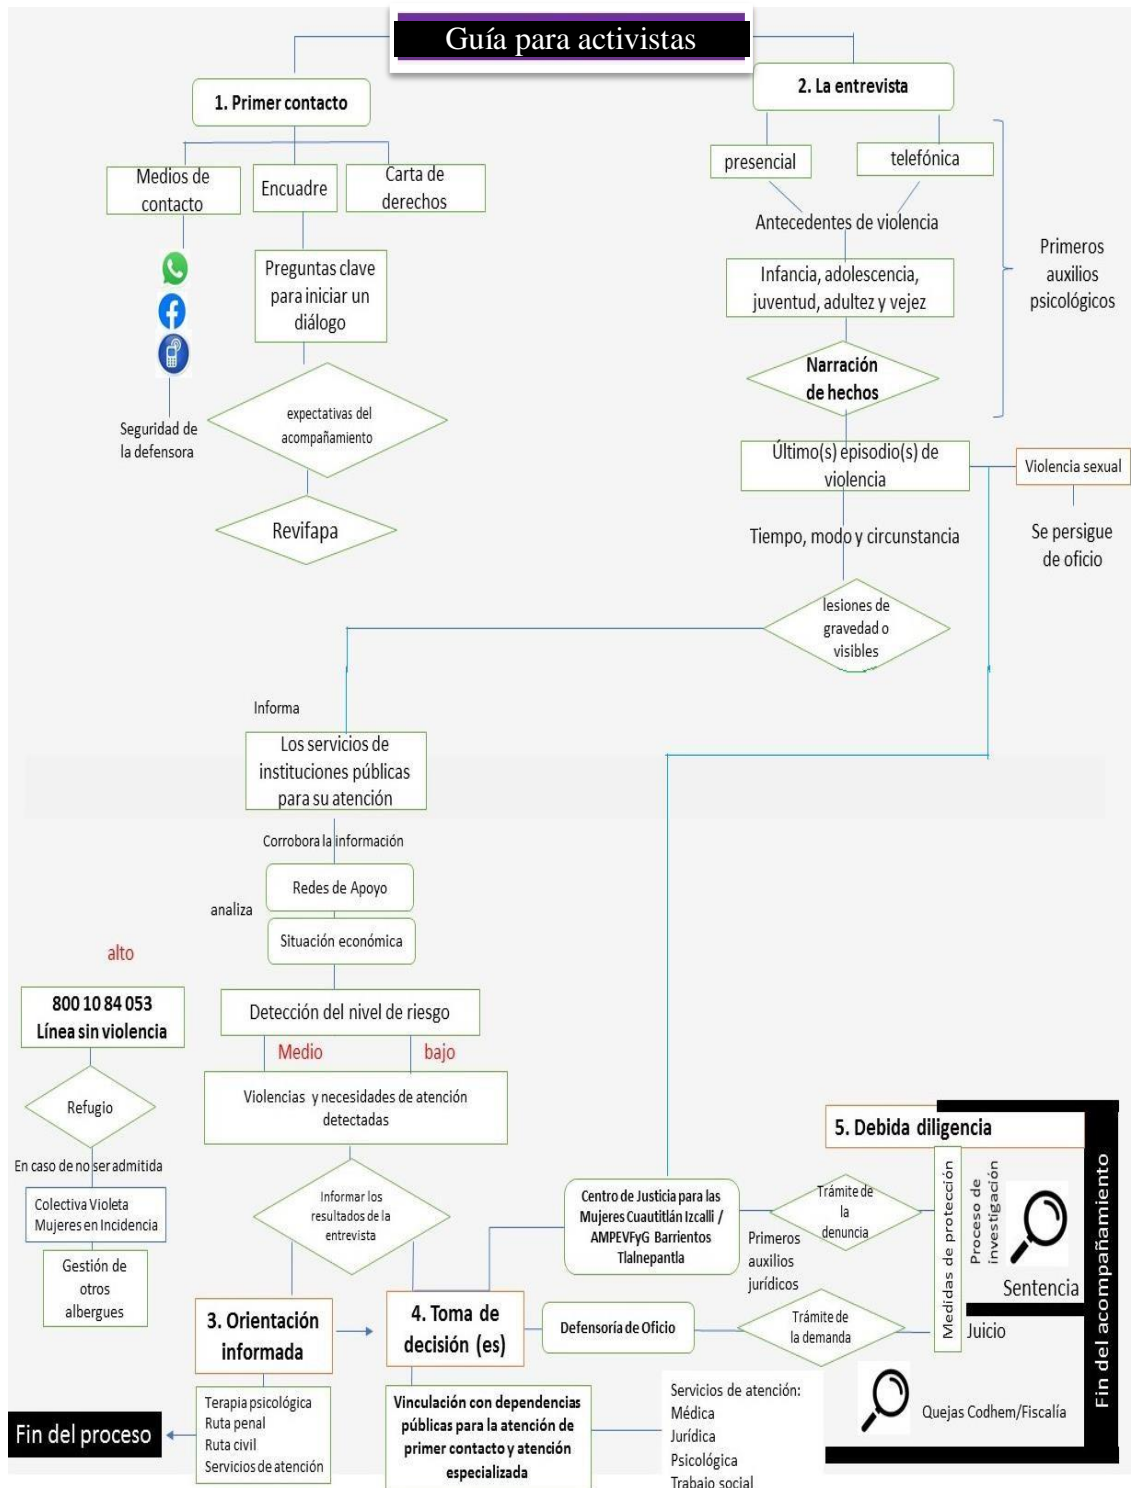 Guía para activistas
1. Primer contacto
Medios de
contacto
Encuadre
Carta de
derechos
Preguntas clave
para iniciar un
diálogo
Seguridad de
la defensora
expectativas del
acompañamiento
Revifapa
2. La entrevista
presencial
telefónica
Antecedentes de violencia
Infancia, adolescencia,
juventud, adultez y vejez
Primeros
auxilios
psicológicos
Narración
de hechos
Último(s) episodio(s) de
violencia
Violencia sexual
Se persigue
de oficio
Tiempo, modo y circunstancia
lesiones de
gravedad o
visibles
Informa
Los servicios de
instituciones públicas
para su atención
Corrobora la información
Redes de Apoyo
analiza
Situación económica
alto
800 10 84 053
Línea sin violencia
Refugio
En caso de no ser admitida
Colectiva Violeta
Mujeres en Incidencia
Gestión de
otros
albergues
Detección del nivel de riesgo
Medio
bajo
Violencias y necesidades de atención
detectadas
Informar los
resultados de la
entrevista
3. Orientación
informada
Terapia psicológica
Ruta penal
Ruta civil
Servicios de atención
Fin del proceso
4. Toma de
decisión (es)
Centro de Justicia para las
Mujeres Cuautitlán Izcalli /
AMPEVFyG Barrientos
Tlalnepantla
Primeros
auxilios
jurídicos
Trámite de
la
denuncia
Defensoría de Oficio
Trámite de
la demanda
Vinculación con dependencias
públicas para la atención de
primer contacto y atención
especializada
Servicios de atención:
Médica
Jurídica
Psicológica
Trabajo social
5. Debida diligencia
Medidas de protección
Proceso de
investigación
Sentencia
Juicio
Quejas Codhem/Fiscalía
Fin del acompañamiento